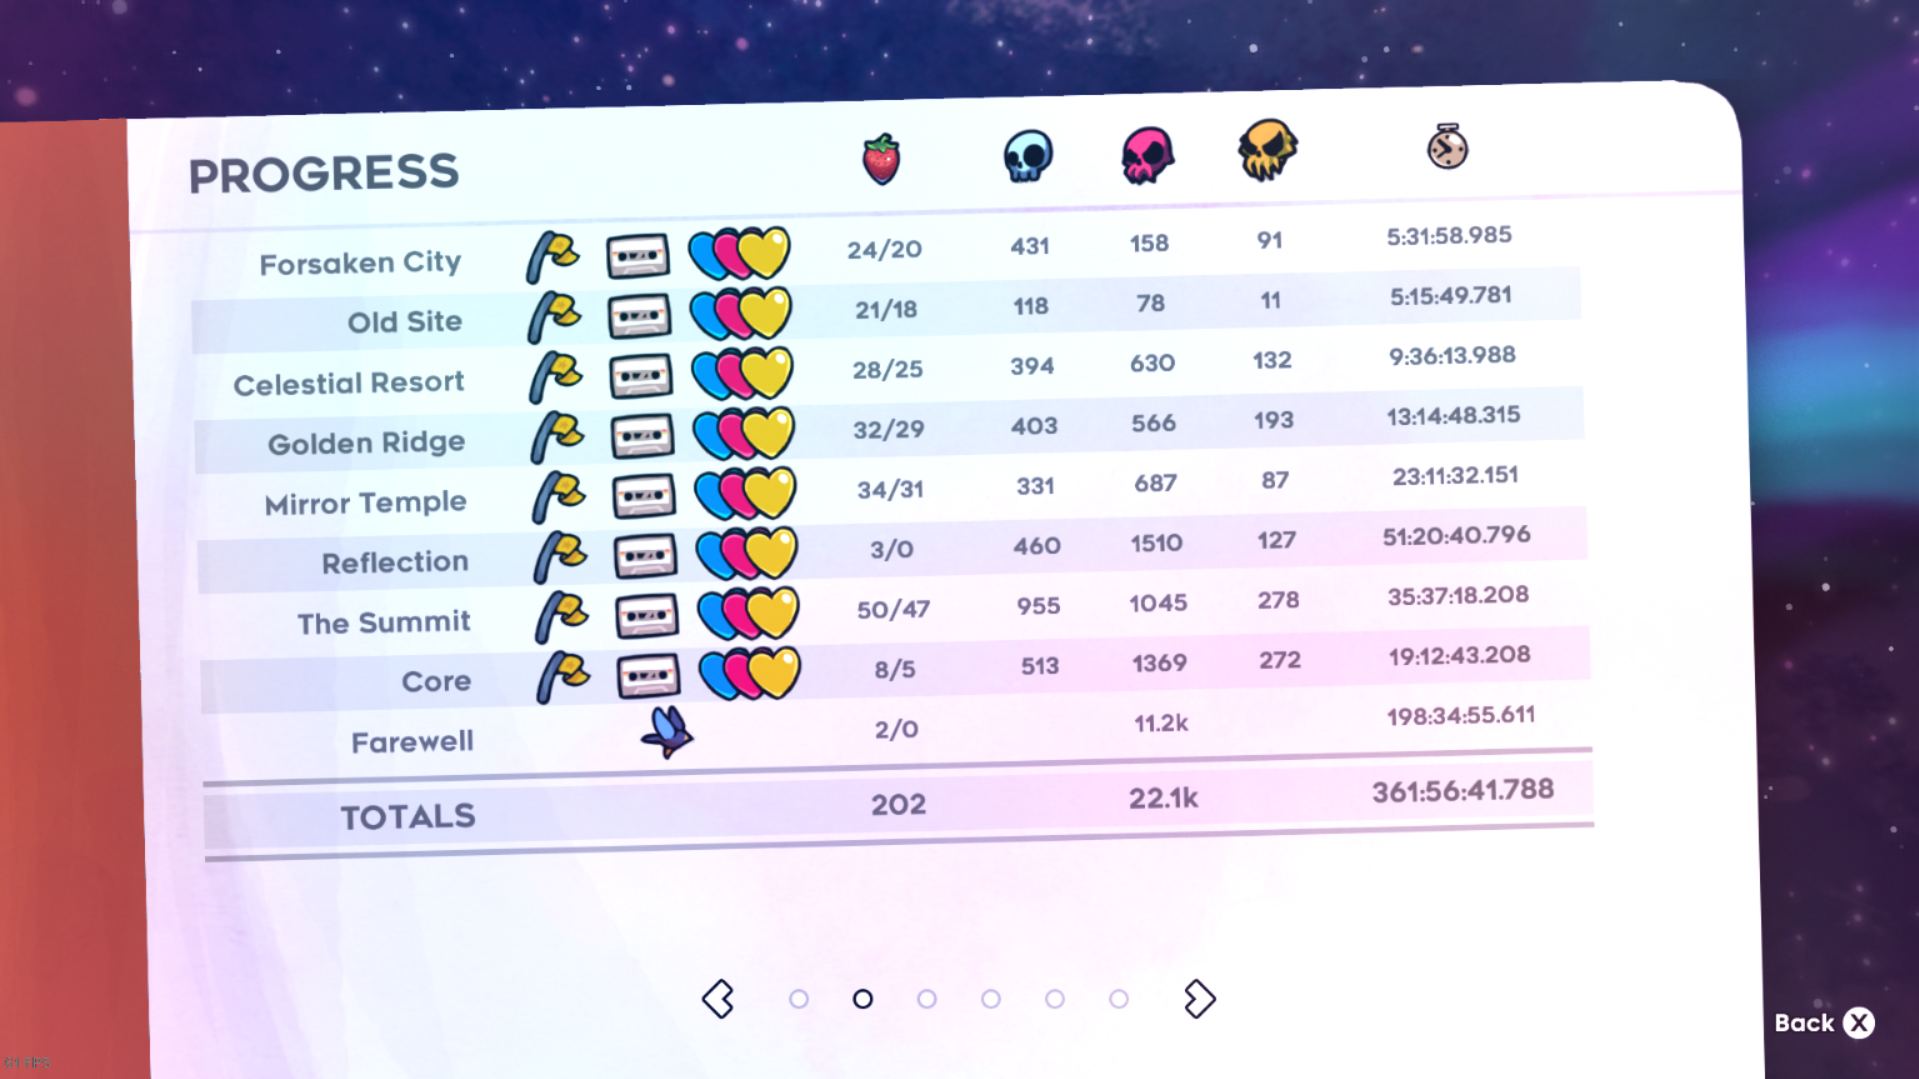 PROGRESS
Forsaken City 24/20 431 158 91 5:31:58.985
Old Site 21/18 118 78 11 5:15:49.781
Celestial Resort 28/25 394 630 132 9:36:13.988
Golden Ridge 32/29 403 566 193 13:14:48.315
Mirror Temple 34/31 331 687 87 23:11:32.151
Reflection 3/0 460 1510 127 51:20:40.796
The Summit 50/47 955 1045 278 35:37:18.208
Core 8/5 513 1369 272 19:12:43.208
Farewell 2/0 11.2k 198:34:55.611
TOTALS 202 22.1k 361:56:41.788
Back X